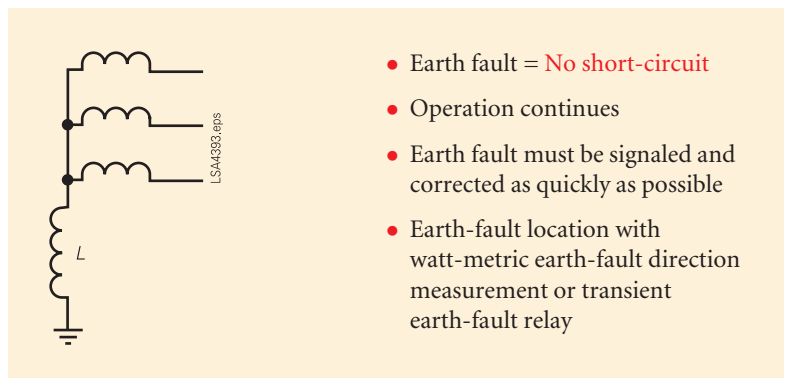 L
LSA4393.eps
• Earth fault = No short-circuit
• Operation continues
• Earth fault must be signaled and
corrected as quickly as possible
• Earth-fault location with
watt-metric earth-fault direction
measurement or transient
earth-fault relay